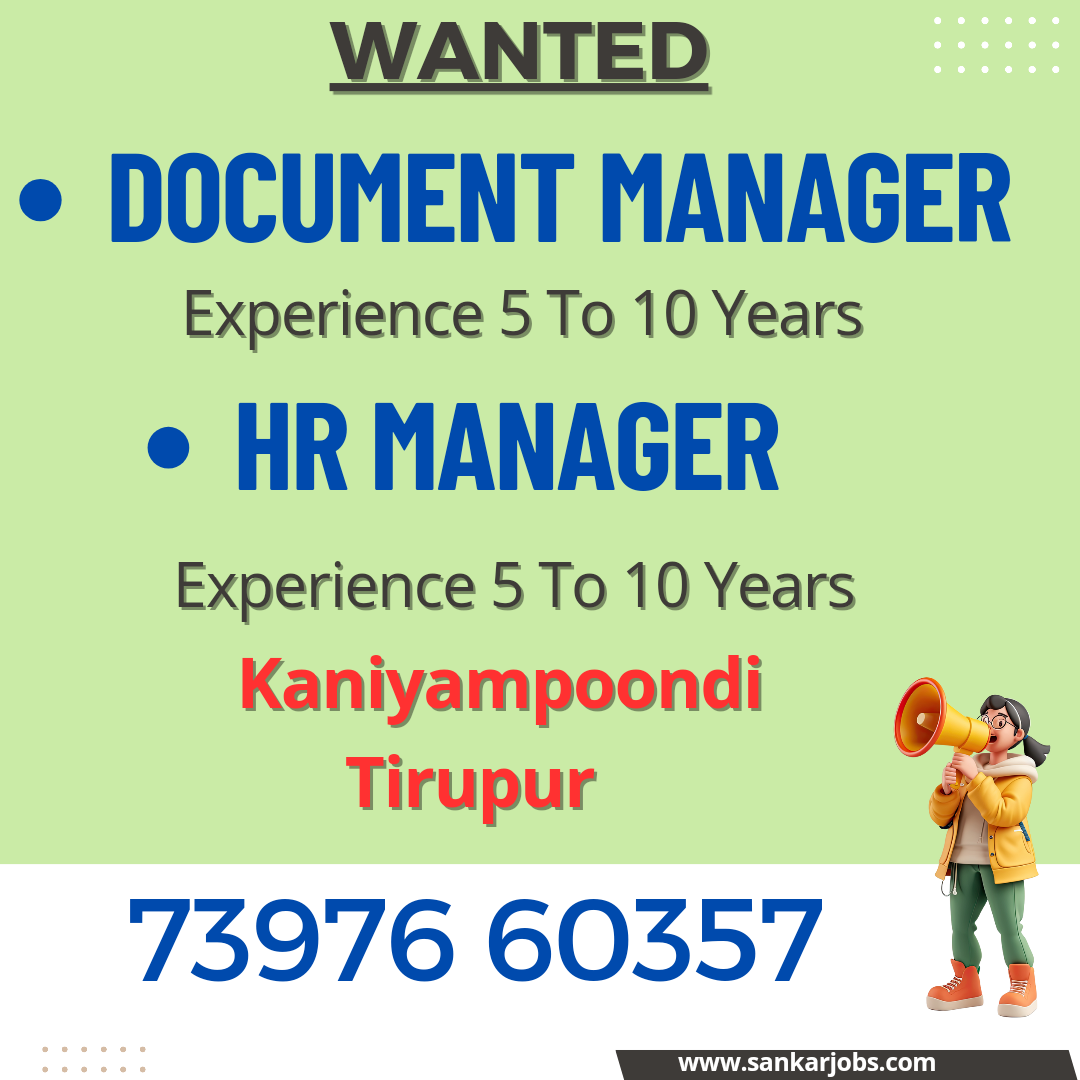 WANTED
• DOCUMENT MANAGER
Experience 5 To 10 Years
• HR MANAGER
Experience 5 To 10 Years
Kaniyampoondi
Tirupur
73976 60357
www.sankarjobs.com